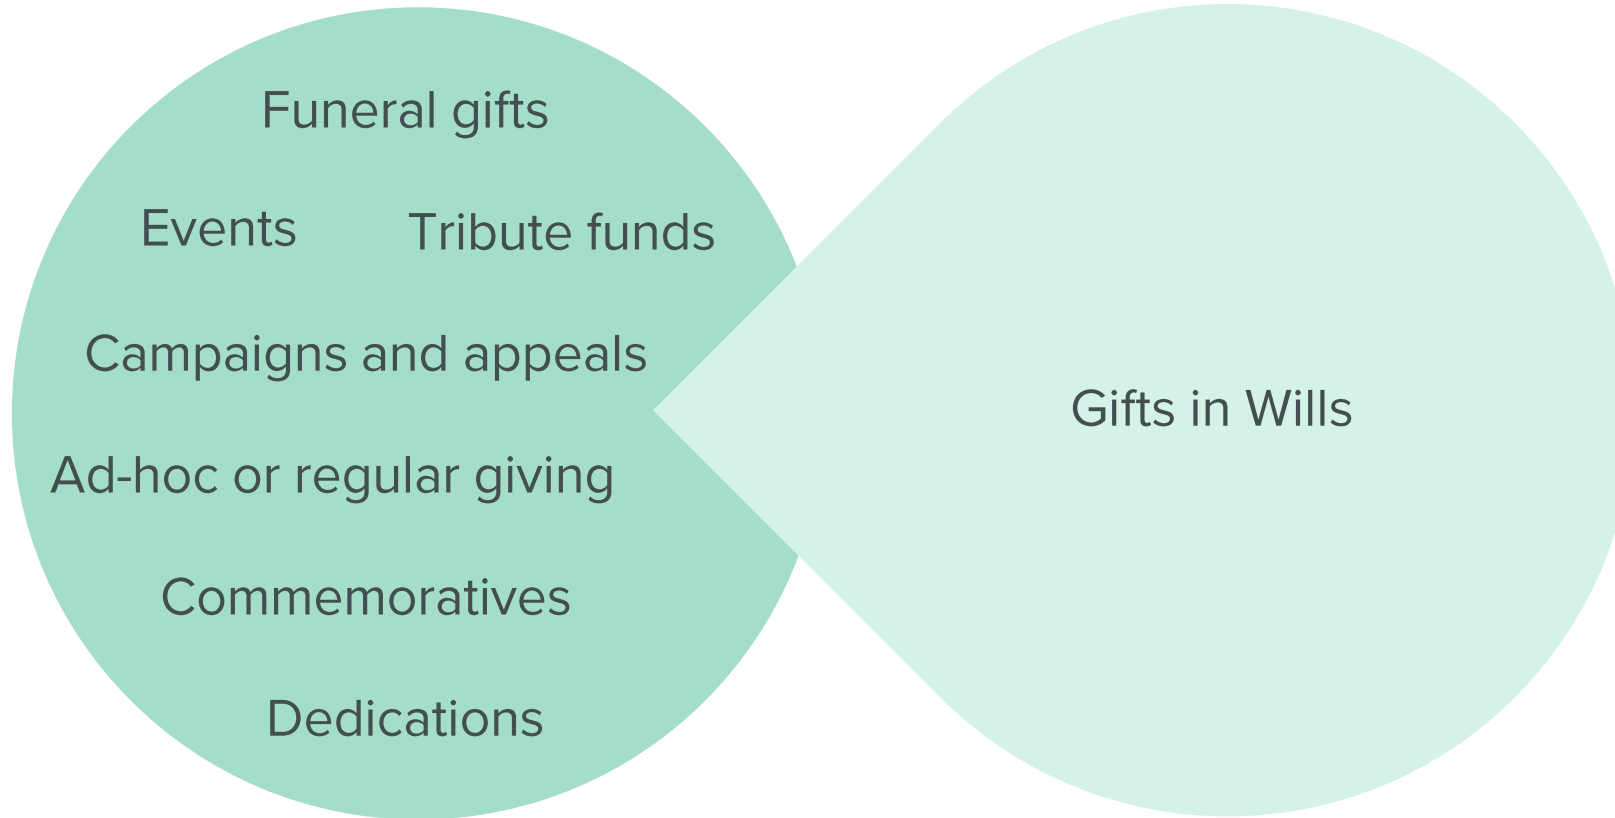 Funeral gifts
Events
Tribute funds
Campaigns and appeals
Ad-hoc or regular giving
Commemoratives
Dedications
Gifts in Wills